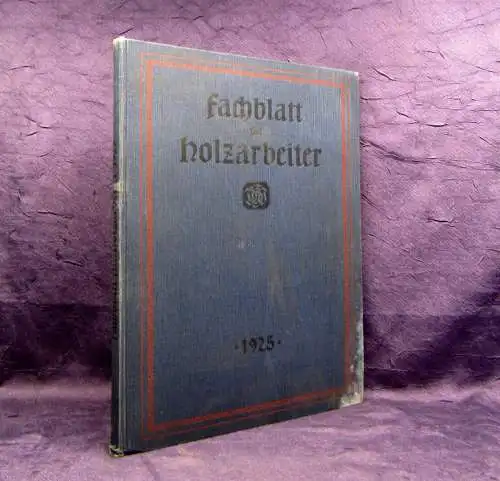 Fachblatt
für
Holzarbeiter
· 1925 ·